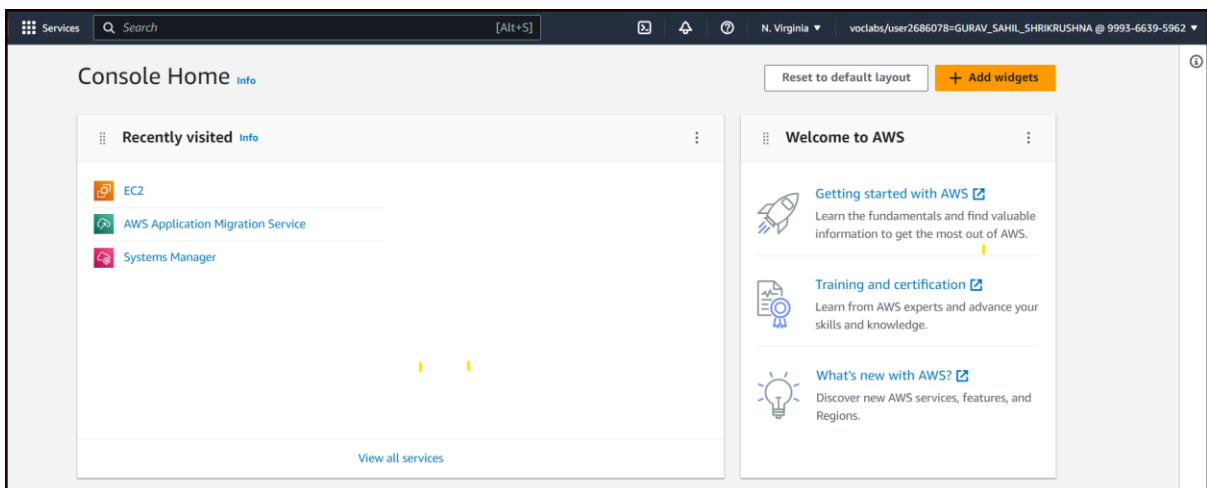 Services Search [Alt+S] N. Virginia ▼ voclabs/user2686078=GURAV_SAHIL_SHRIKRUSHNA @ 9993-6639-5962 ▼
Console Home Info
Reset to default layout
+ Add widgets
Recently visited Info
EC2
AWS Application Migration Service
Systems Manager
View all services
Welcome to AWS
Getting started with AWS
Learn the fundamentals and find valuable
information to get the most out of AWS.
Training and certification
Learn from AWS experts and advance your
skills and knowledge.
What's new with AWS?
Discover new AWS services, features, and
Regions.